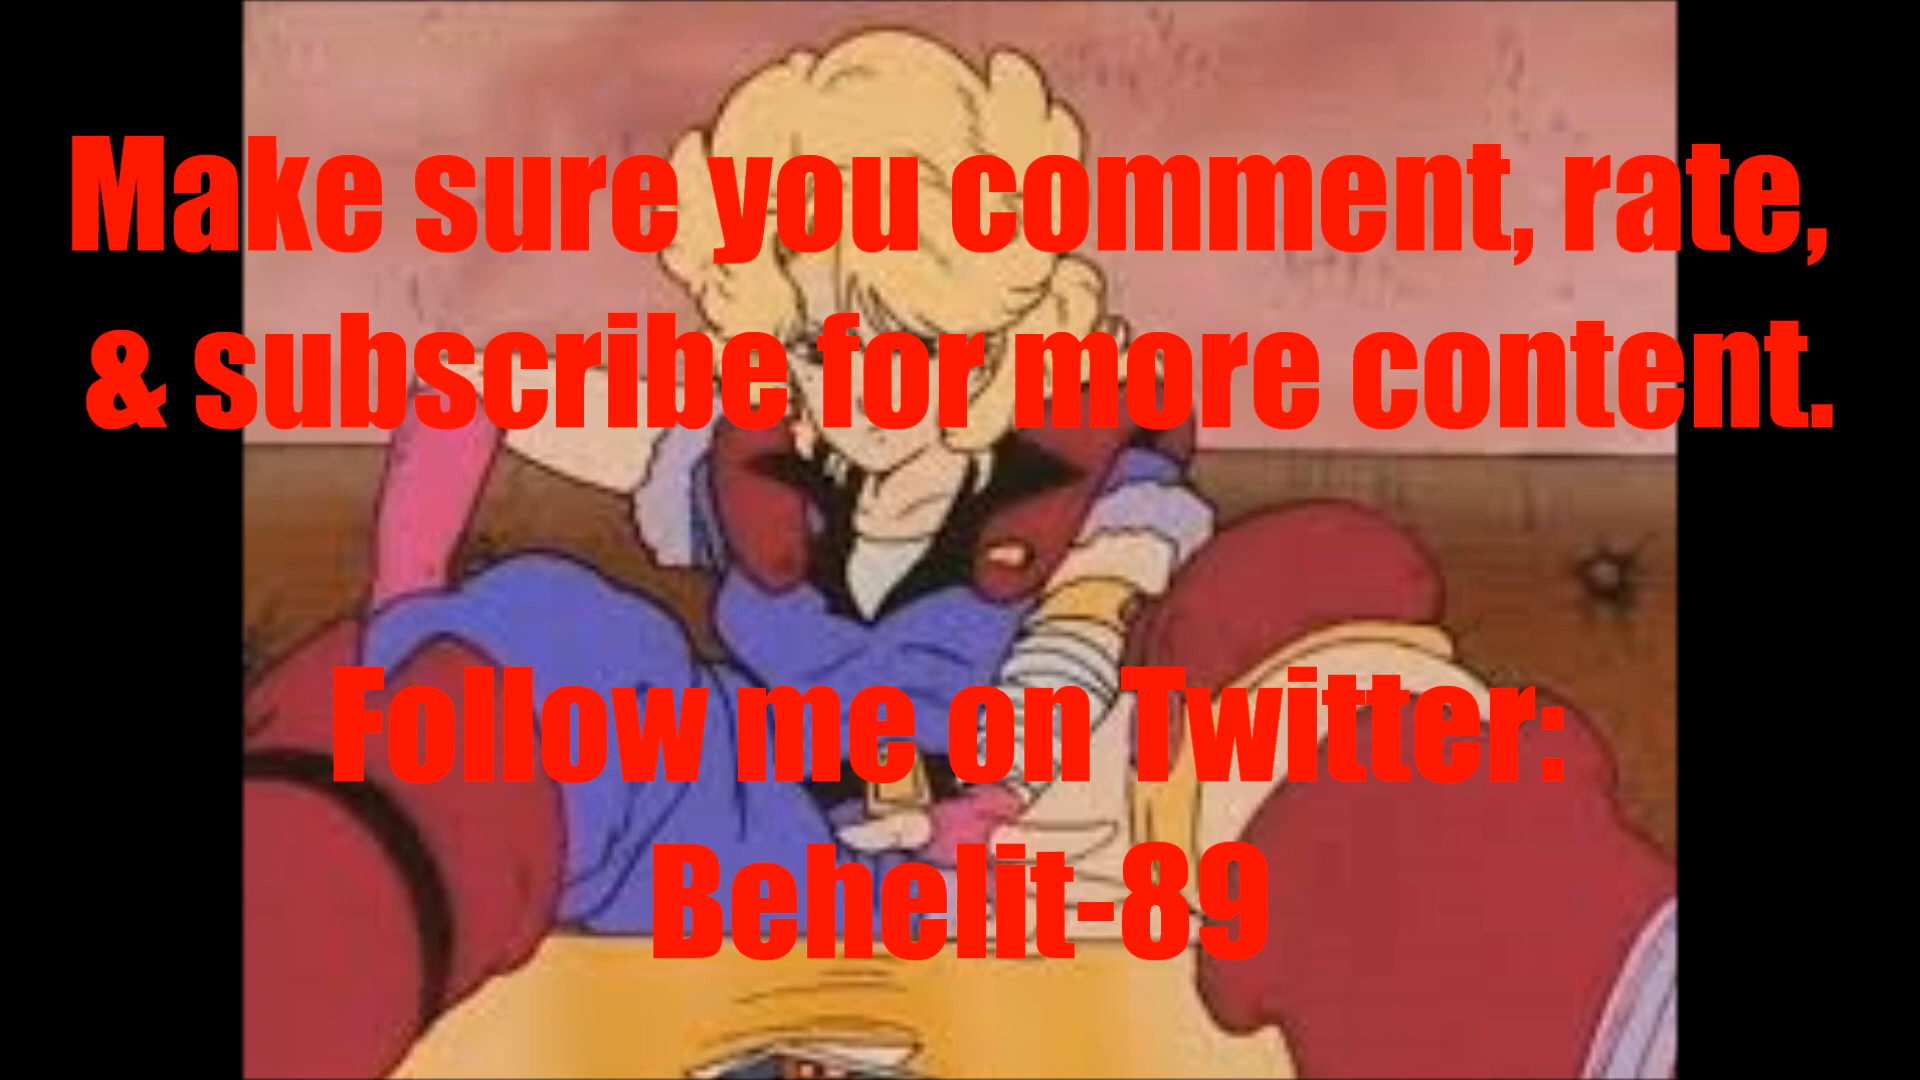 Make sure you comment, rate,
& subscribe for more content.
Follow me on Twitter:
Behelit-89